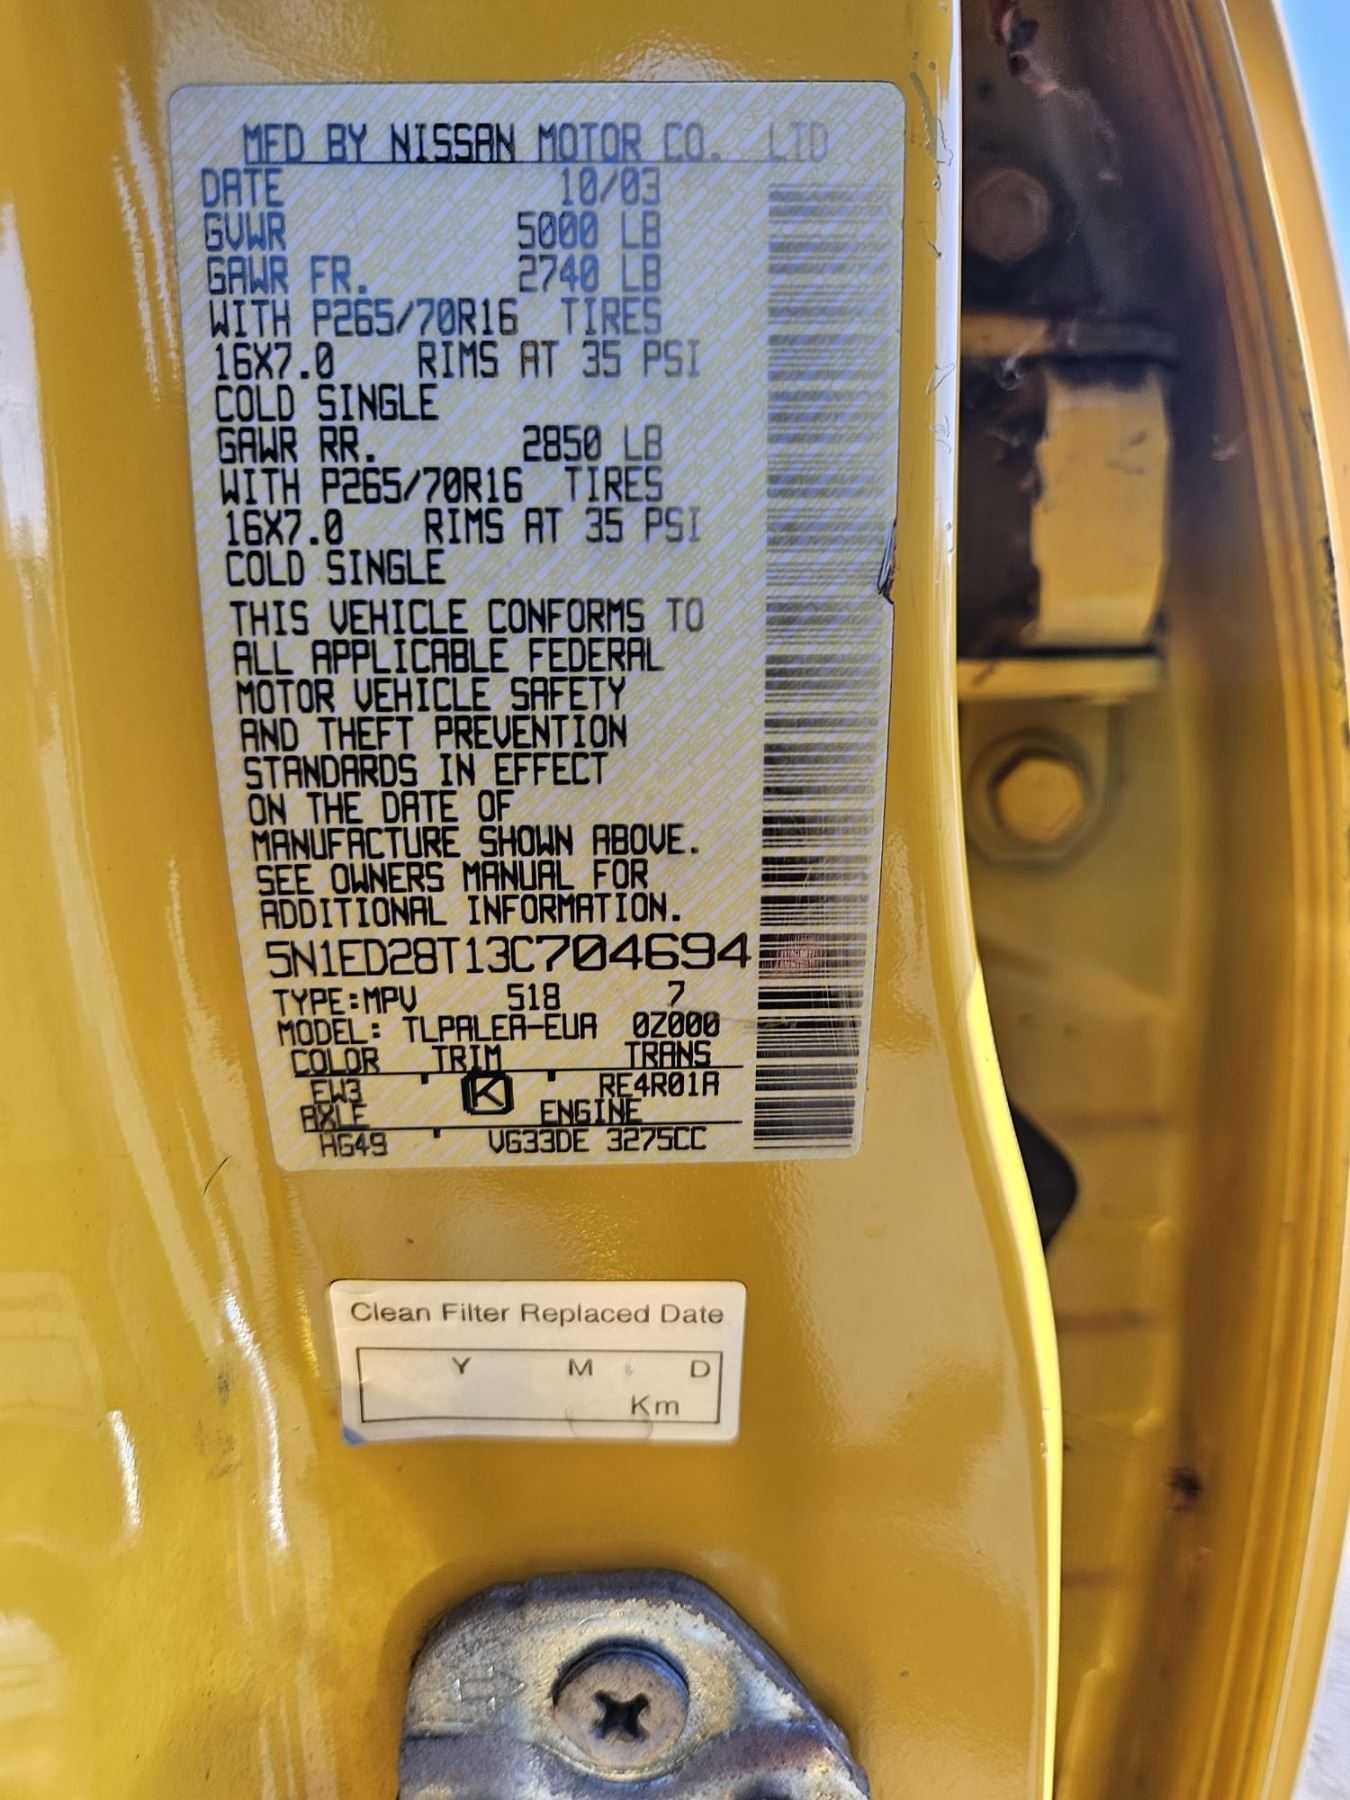 MFD BY NISSAN MOTOR CO. LTD
DATE 10/03
GVWR 5000 LB
GAWR FR. 2740 LB
WITH P265/70R16 TIRES
16X7.0 RIMS AT 35 PSI
COLD SINGLE
GAWR RR. 2850 LB
WITH P265/70R16 TIRES
16X7.0 RIMS AT 35 PSI
COLD SINGLE
THIS VEHICLE CONFORMS TO
ALL APPLICABLE FEDERAL
MOTOR VEHICLE SAFETY
AND THEFT PREVENTION
STANDARDS IN EFFECT
ON THE DATE OF
MANUFACTURE SHOWN ABOVE.
SEE OWNERS MANUAL FOR
ADDITIONAL INFORMATION.
5N1ED28T13C704694
TYPE:MPV 518 7
MODEL: TLPALEA-EUA 0Z000
COLOR TRIM TRANS
EW3 K RE4R01A
AXLE ENGINE
HG49 VG33DE 3275CC
Clean Filter Replaced Date
Y M D
Km